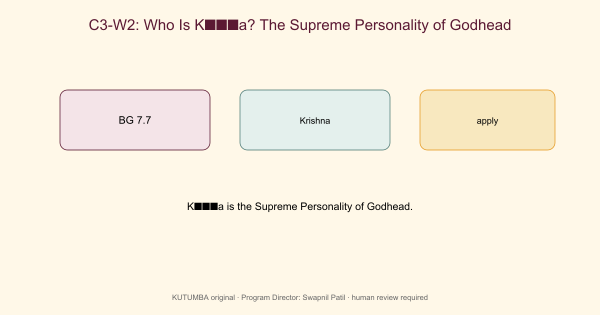 C3-W2: Who Is K■■■a? The Supreme Personality of Godhead
BG 7.7
Krishna
apply
K■■■a is the Supreme Personality of Godhead.
KUTUMBA original · Program Director: Swapnil Patil · human review required